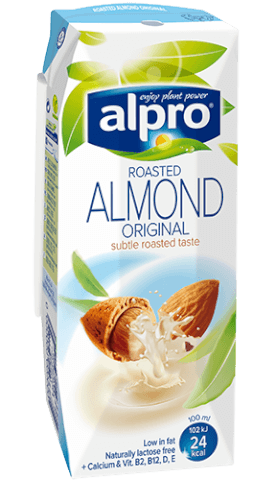 ROASTED ALMOND ORIGINAL
enjoy plant power
alpro®
ROASTED
ALMOND
ORIGINAL
subtle roasted taste
100 ml
102 kJ
24
kcal
Low in fat
Naturally lactose free
+ Calcium & Vit. B2, B12, D, E